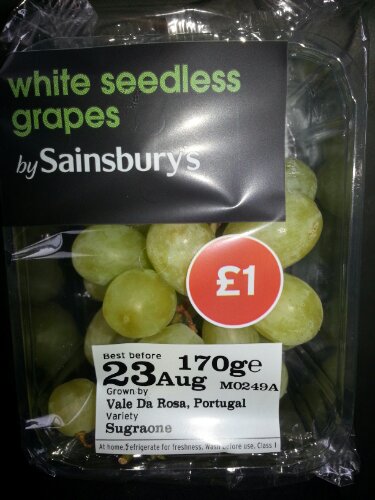 white seedless
grapes
by Sainsbury's
£1
Best before
23 Aug 170ge
M0249A
Grown by
Vale Da Rosa, Portugal
Variety
Sugraone
At home, refrigerate for freshness. Wash before use. Class I